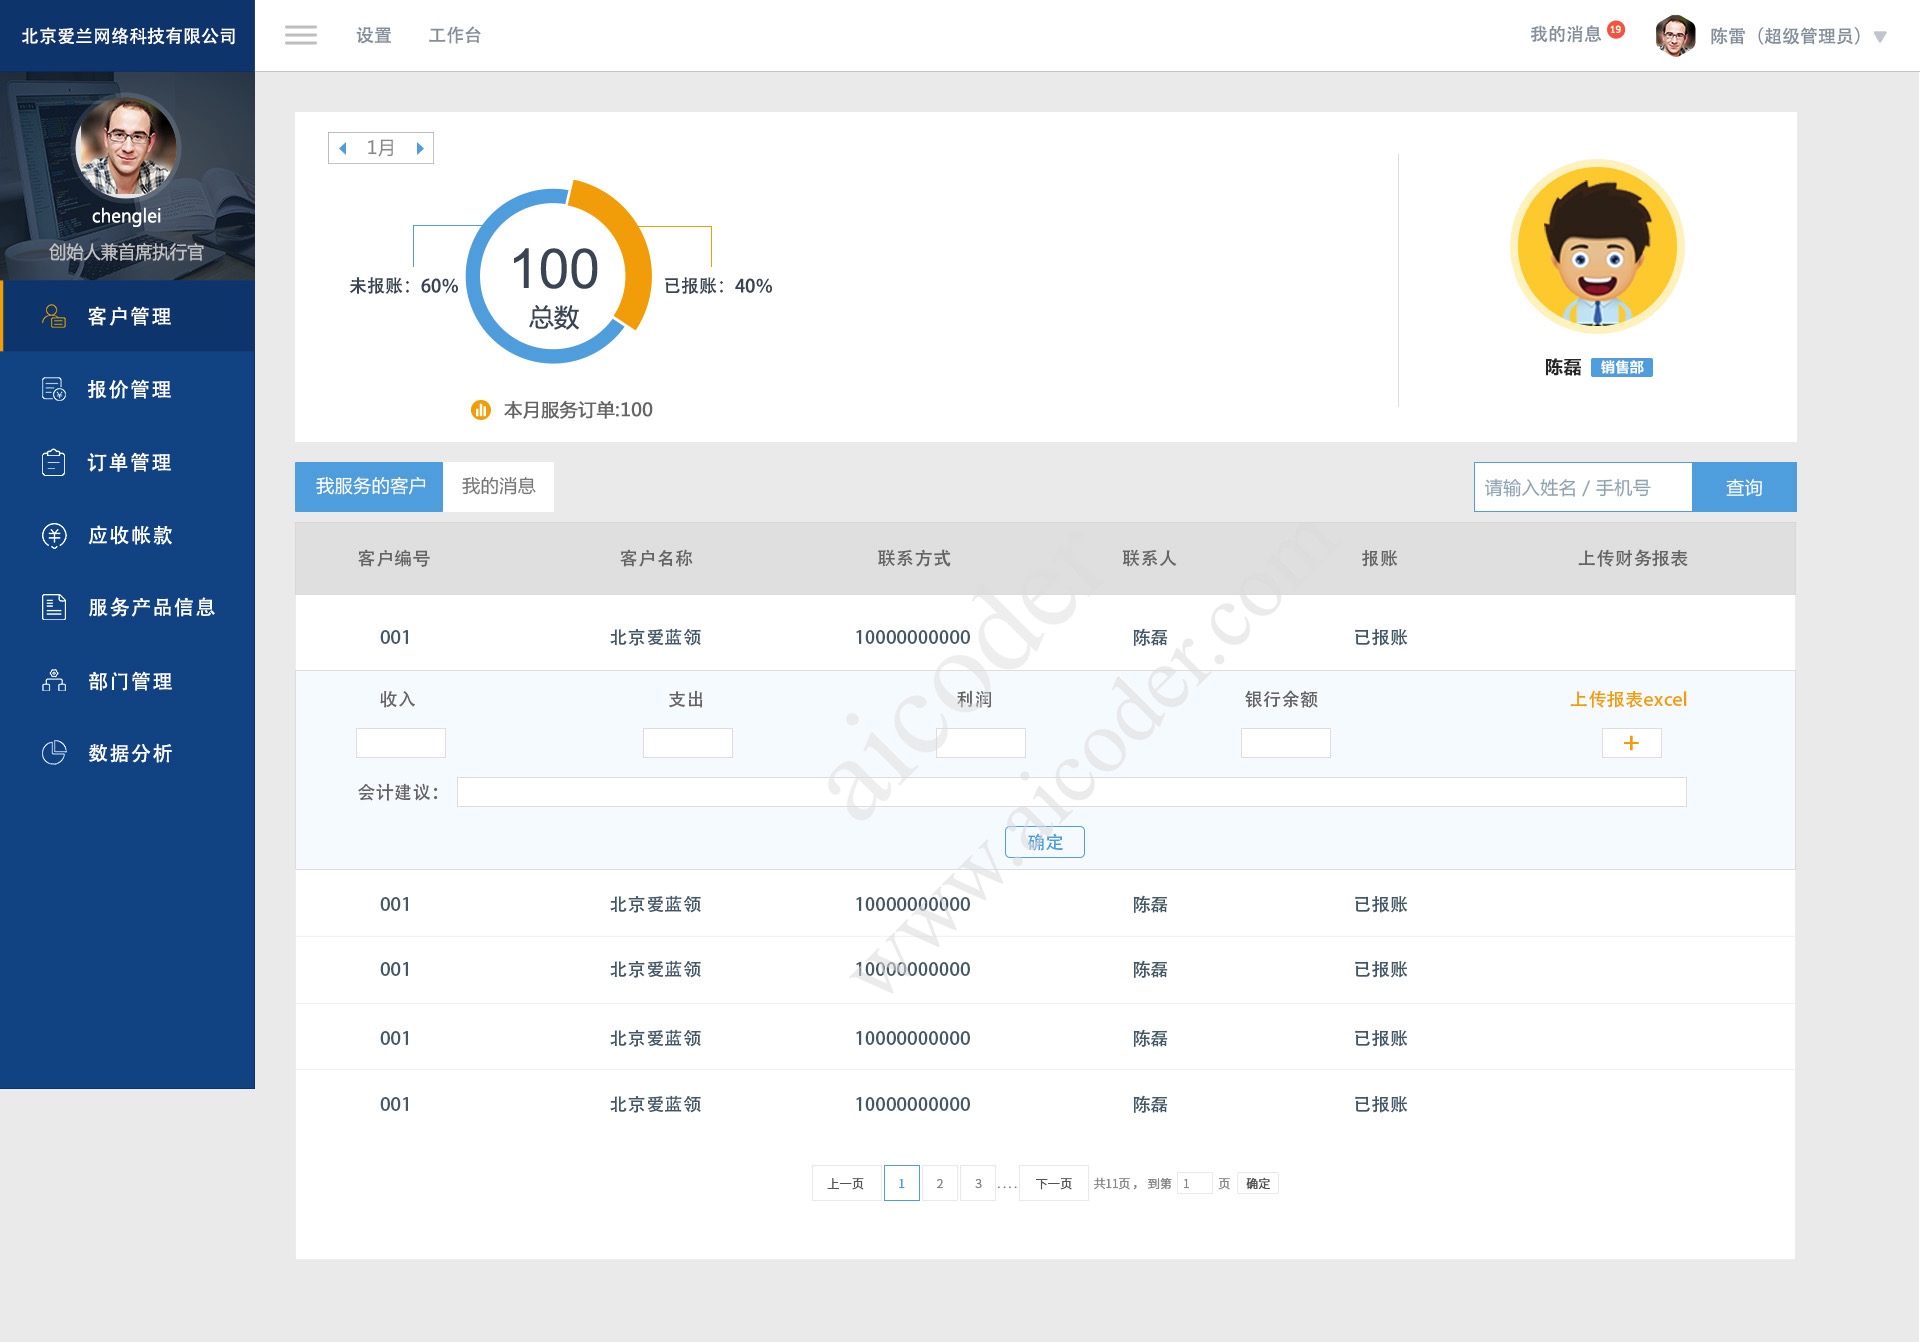 北京爱兰网络科技有限公司
设置 工作台
我的消息 19 陈雷（超级管理员）
chenglei
创始人兼首席执行官
客户管理
报价管理
订单管理
应收帐款
服务产品信息
部门管理
数据分析
1月
100
总数
未报账：60%
已报账：40%
本月服务订单:100
陈磊 销售部
我服务的客户 我的消息
请输入姓名 / 手机号 查询
客户编号 客户名称 联系方式 联系人 报账 上传财务报表
001 北京爱蓝领 10000000000 陈磊 已报账
收入 支出 利润 银行余额 上传报表excel
+
会计建议：
确定
001 北京爱蓝领 10000000000 陈磊 已报账
001 北京爱蓝领 10000000000 陈磊 已报账
001 北京爱蓝领 10000000000 陈磊 已报账
001 北京爱蓝领 10000000000 陈磊 已报账
上一页 1 2 3 .... 下一页 共11页， 到第 1 页 确定
aicoder
www.aicoder.com